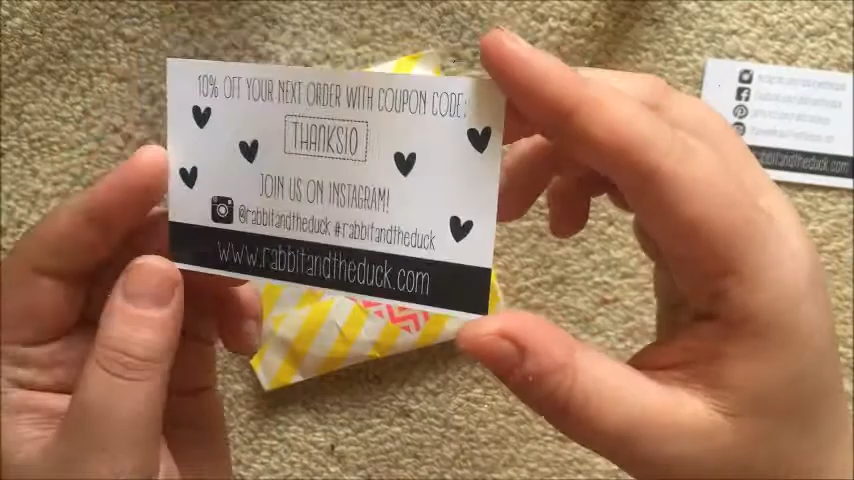 10% OFF YOUR NEXT ORDER WITH COUPON CODE:
THANKS10
JOIN US ON INSTAGRAM!
@rabbitandtheduck #rabbitandtheduck
www.rabbitandtheduck.com